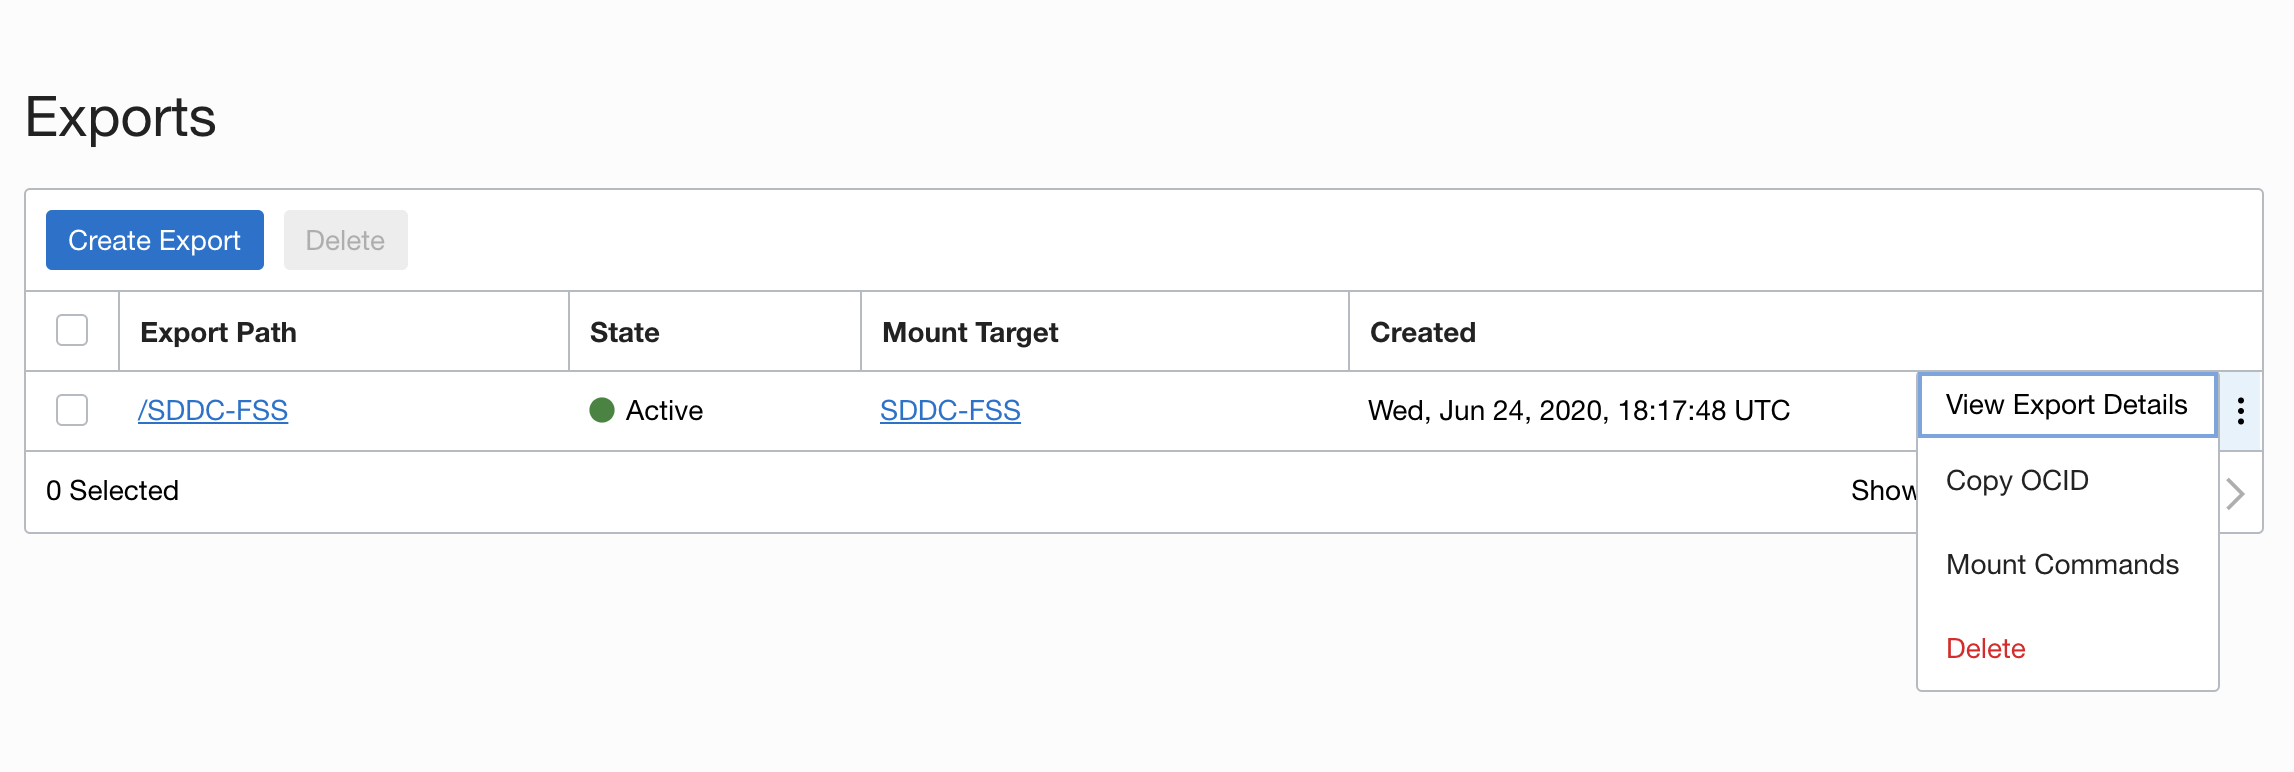 Exports
Create Export Delete
Export Path State Mount Target Created
/SDDC-FSS Active SDDC-FSS Wed, Jun 24, 2020, 18:17:48 UTC
View Export Details
0 Selected Show
Copy OCID
Mount Commands
Delete